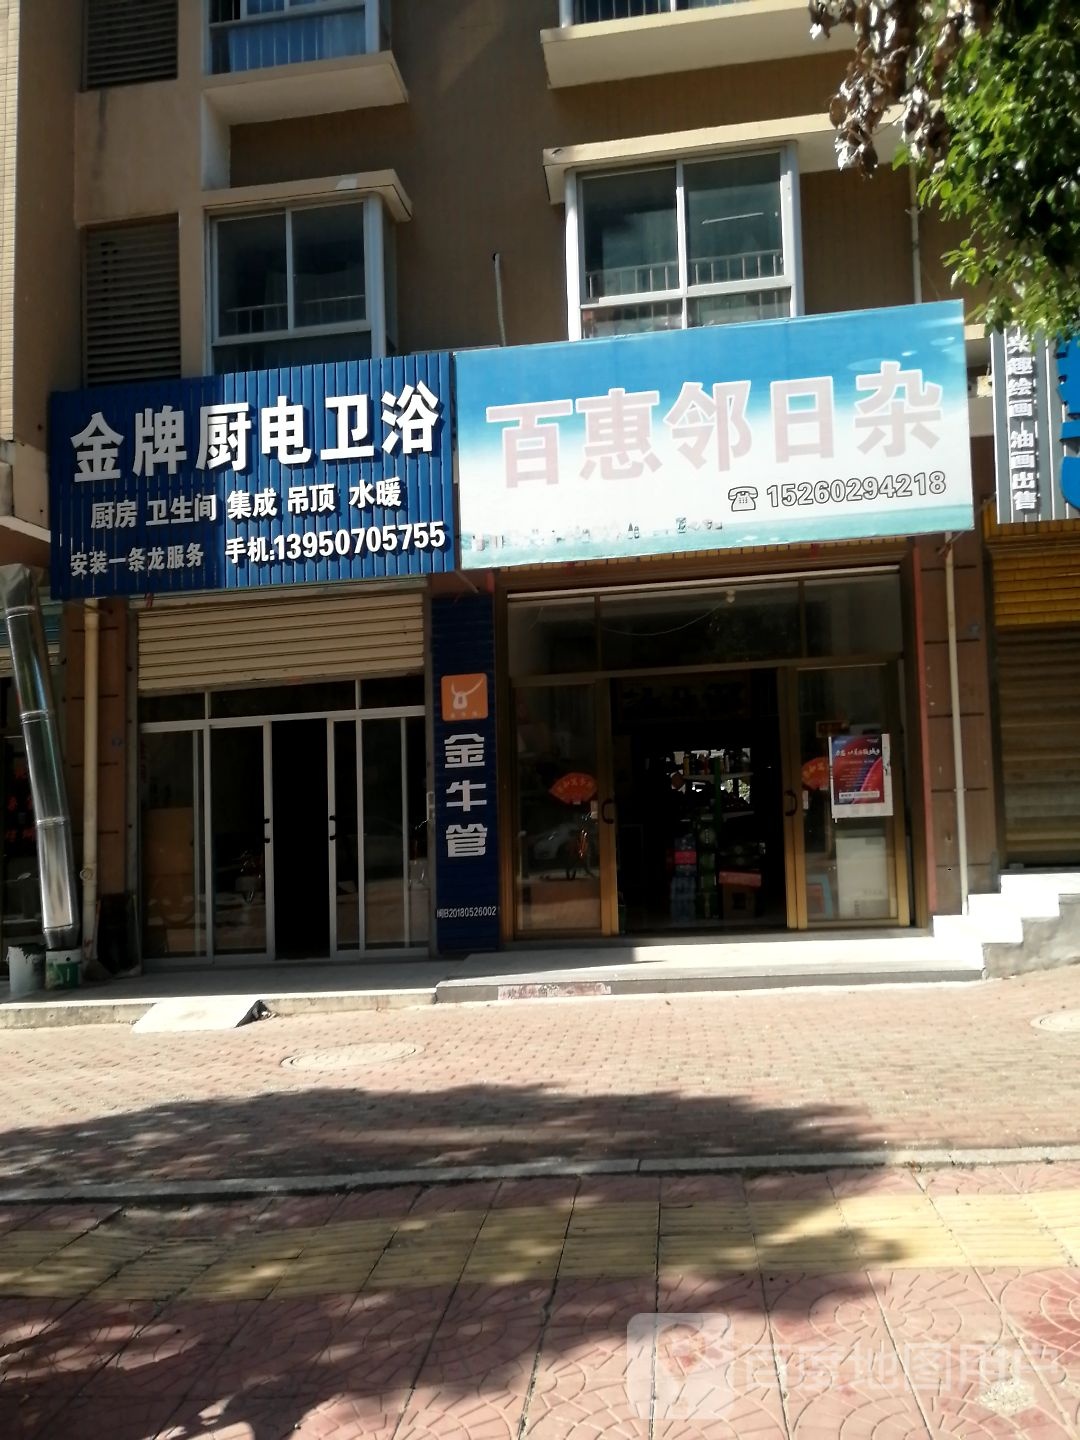 金牌厨电卫浴
厨房 卫生间 集成 吊顶 水暖
安装一条龙服务 手机:13950705755
百惠邻日杂
☎ 15260294218
兴趣绘画 油画出售
金牛管
闽B20180526002
百度地图用户